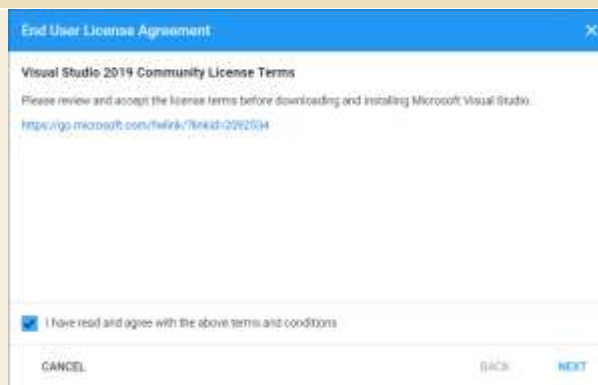 End User License Agreement
Visual Studio 2019 Community License Terms
Please review and accept the license terms before downloading and installing Microsoft Visual Studio.
https://go.microsoft.com/fwlink/?linkid=2092534
I have read and agree with the above terms and conditions
CANCEL
BACK
NEXT